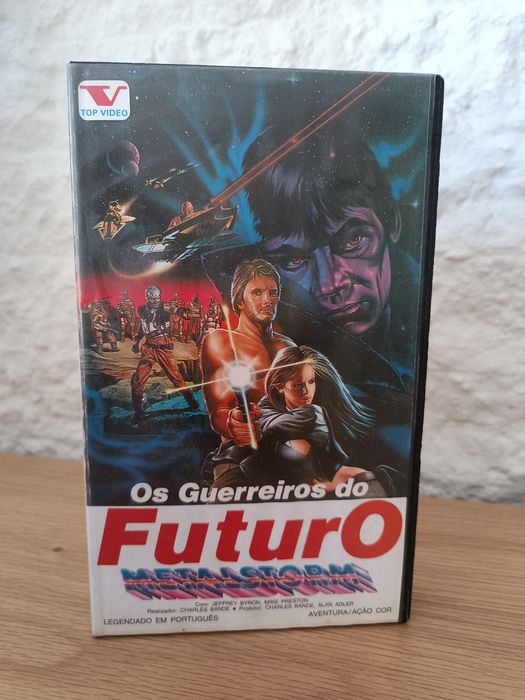 TOP VIDEO
Os Guerreiros do
FuturO
METALSTORM
Com: JEFFREY BYRON, MIKE PRESTON
Realizador: CHARLES BANDE • Produtor: CHARLES BANDE, ALAN ADLER
LEGENDADO EM PORTUGUÊS
AVENTURA/AÇÃO COR